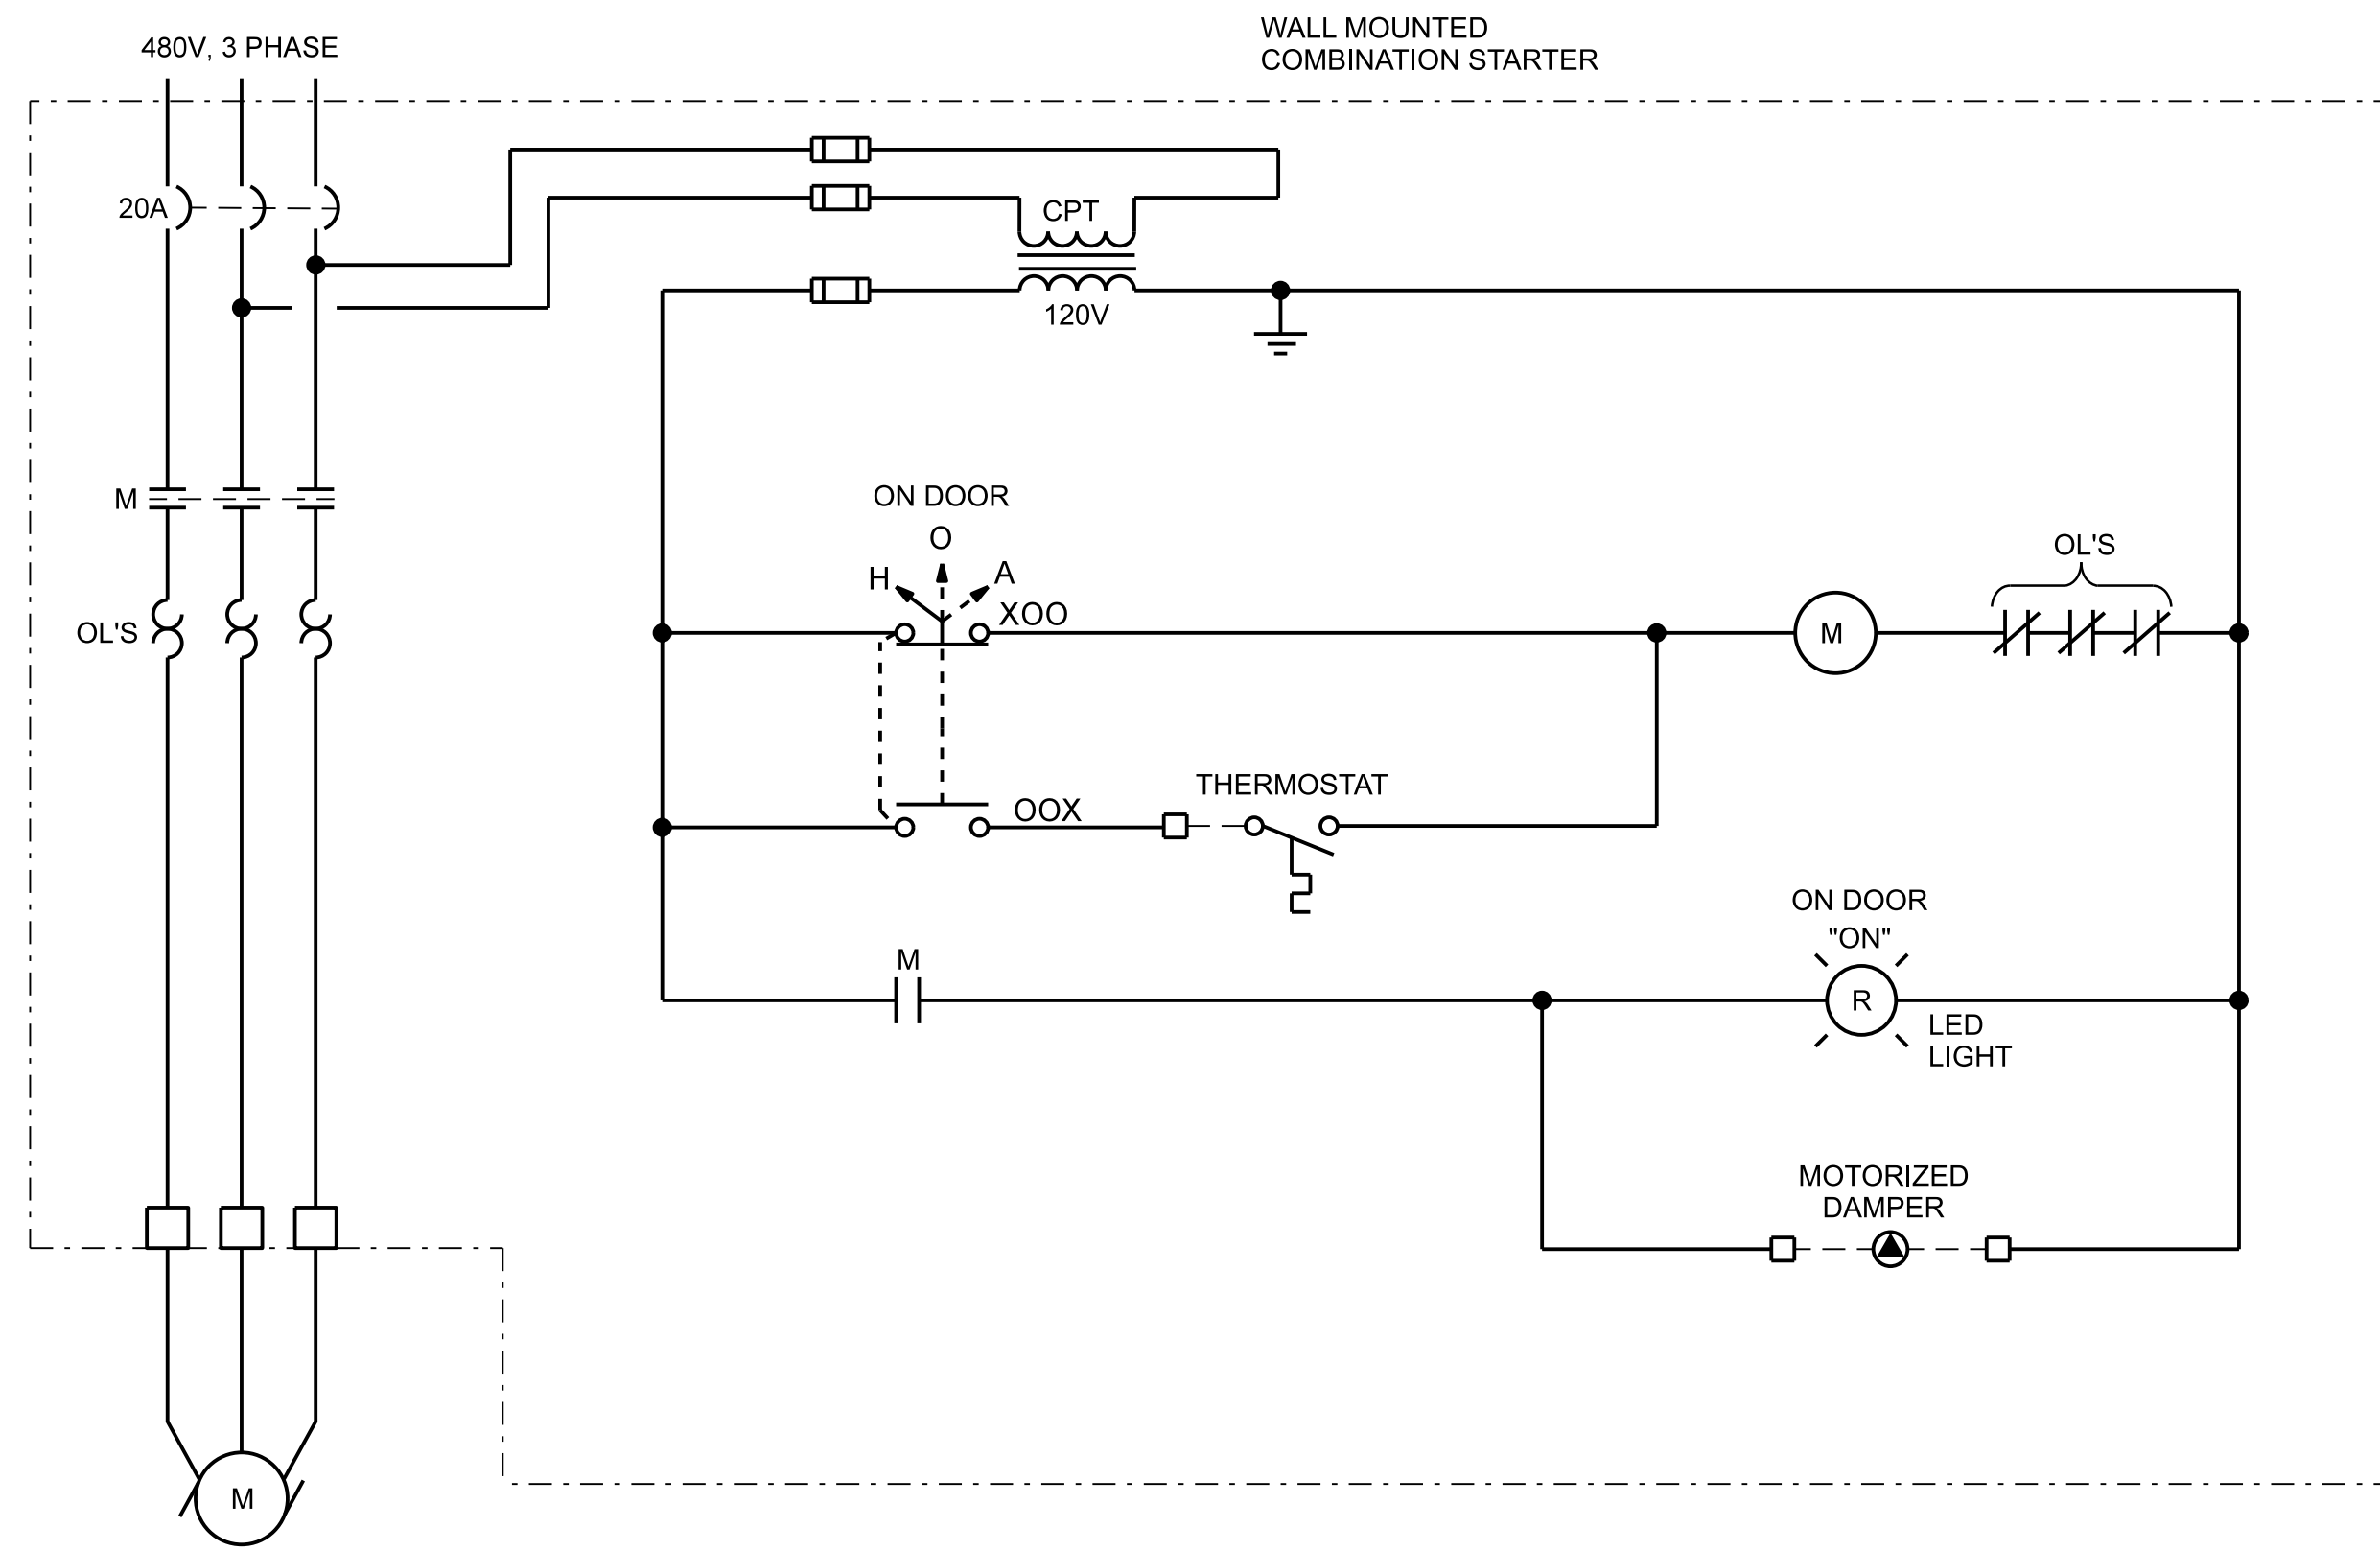 WALL MOUNTED
COMBINATION STARTER
480V, 3 PHASE
20A
CPT
120V
M
ON DOOR
O
H
A
XOO
OL'S
OL'S
M
THERMOSTAT
OOX
ON DOOR
"ON"
M
R
LED
LIGHT
MOTORIZED
DAMPER
M